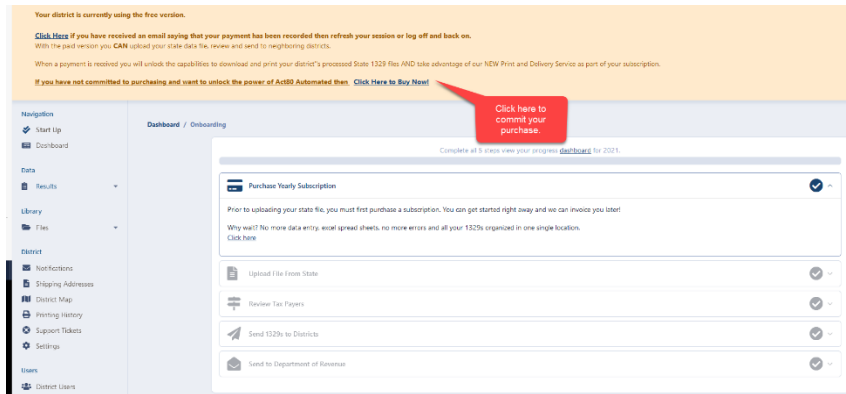 Your district is currently using the free version.
Click Here if you have received an email saying that your payment has been recorded then refresh your session or log off and back on.
With the paid version you CAN upload your state data file, review and send to neighboring districts.
When a payment is received you will unlock the capabilities to download and print your district's processed State 1329 files AND take advantage of our NEW Print and Delivery Service as part of your subscription.
If you have not committed to purchasing and want to unlock the power of Act80 Automated then Click Here to Buy Now!
Click here to
commit your
purchase.
Navigation
Start Up
Dashboard
Data
Results
Library
Files
District
Notifications
Shipping Addresses
District Map
Printing History
Support Tickets
Settings
Users
District Users
Dashboard / Onboarding
Complete all 5 steps view your progress dashboard for 2021.
Purchase Yearly Subscription
Prior to uploading your state file, you must first purchase a subscription. You can get started right away and we can invoice you later!
Why wait? No more data entry, excel spread sheets, no more errors and all your 1329s organized in one single location.
Click here
Upload File From State
Review Tax Payers
Send 1329s to Districts
Send to Department of Revenue